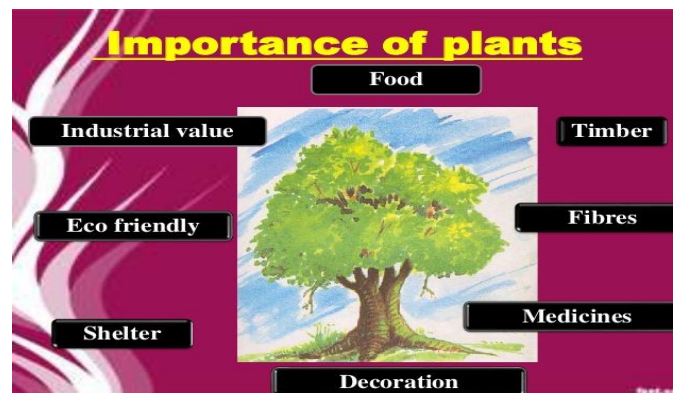 Importance of plants
Food
Industrial value
Timber
Eco friendly
Fibres
Medicines
Shelter
Decoration